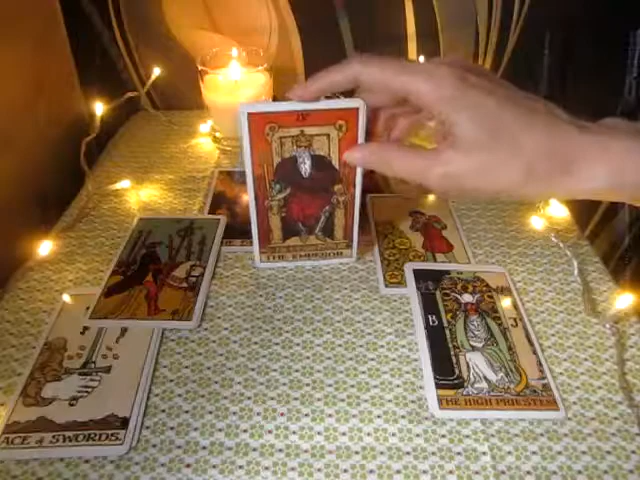 IV
THE EMPEROR
B J
THE HIGH PRIESTESS
ACE of SWORDS.